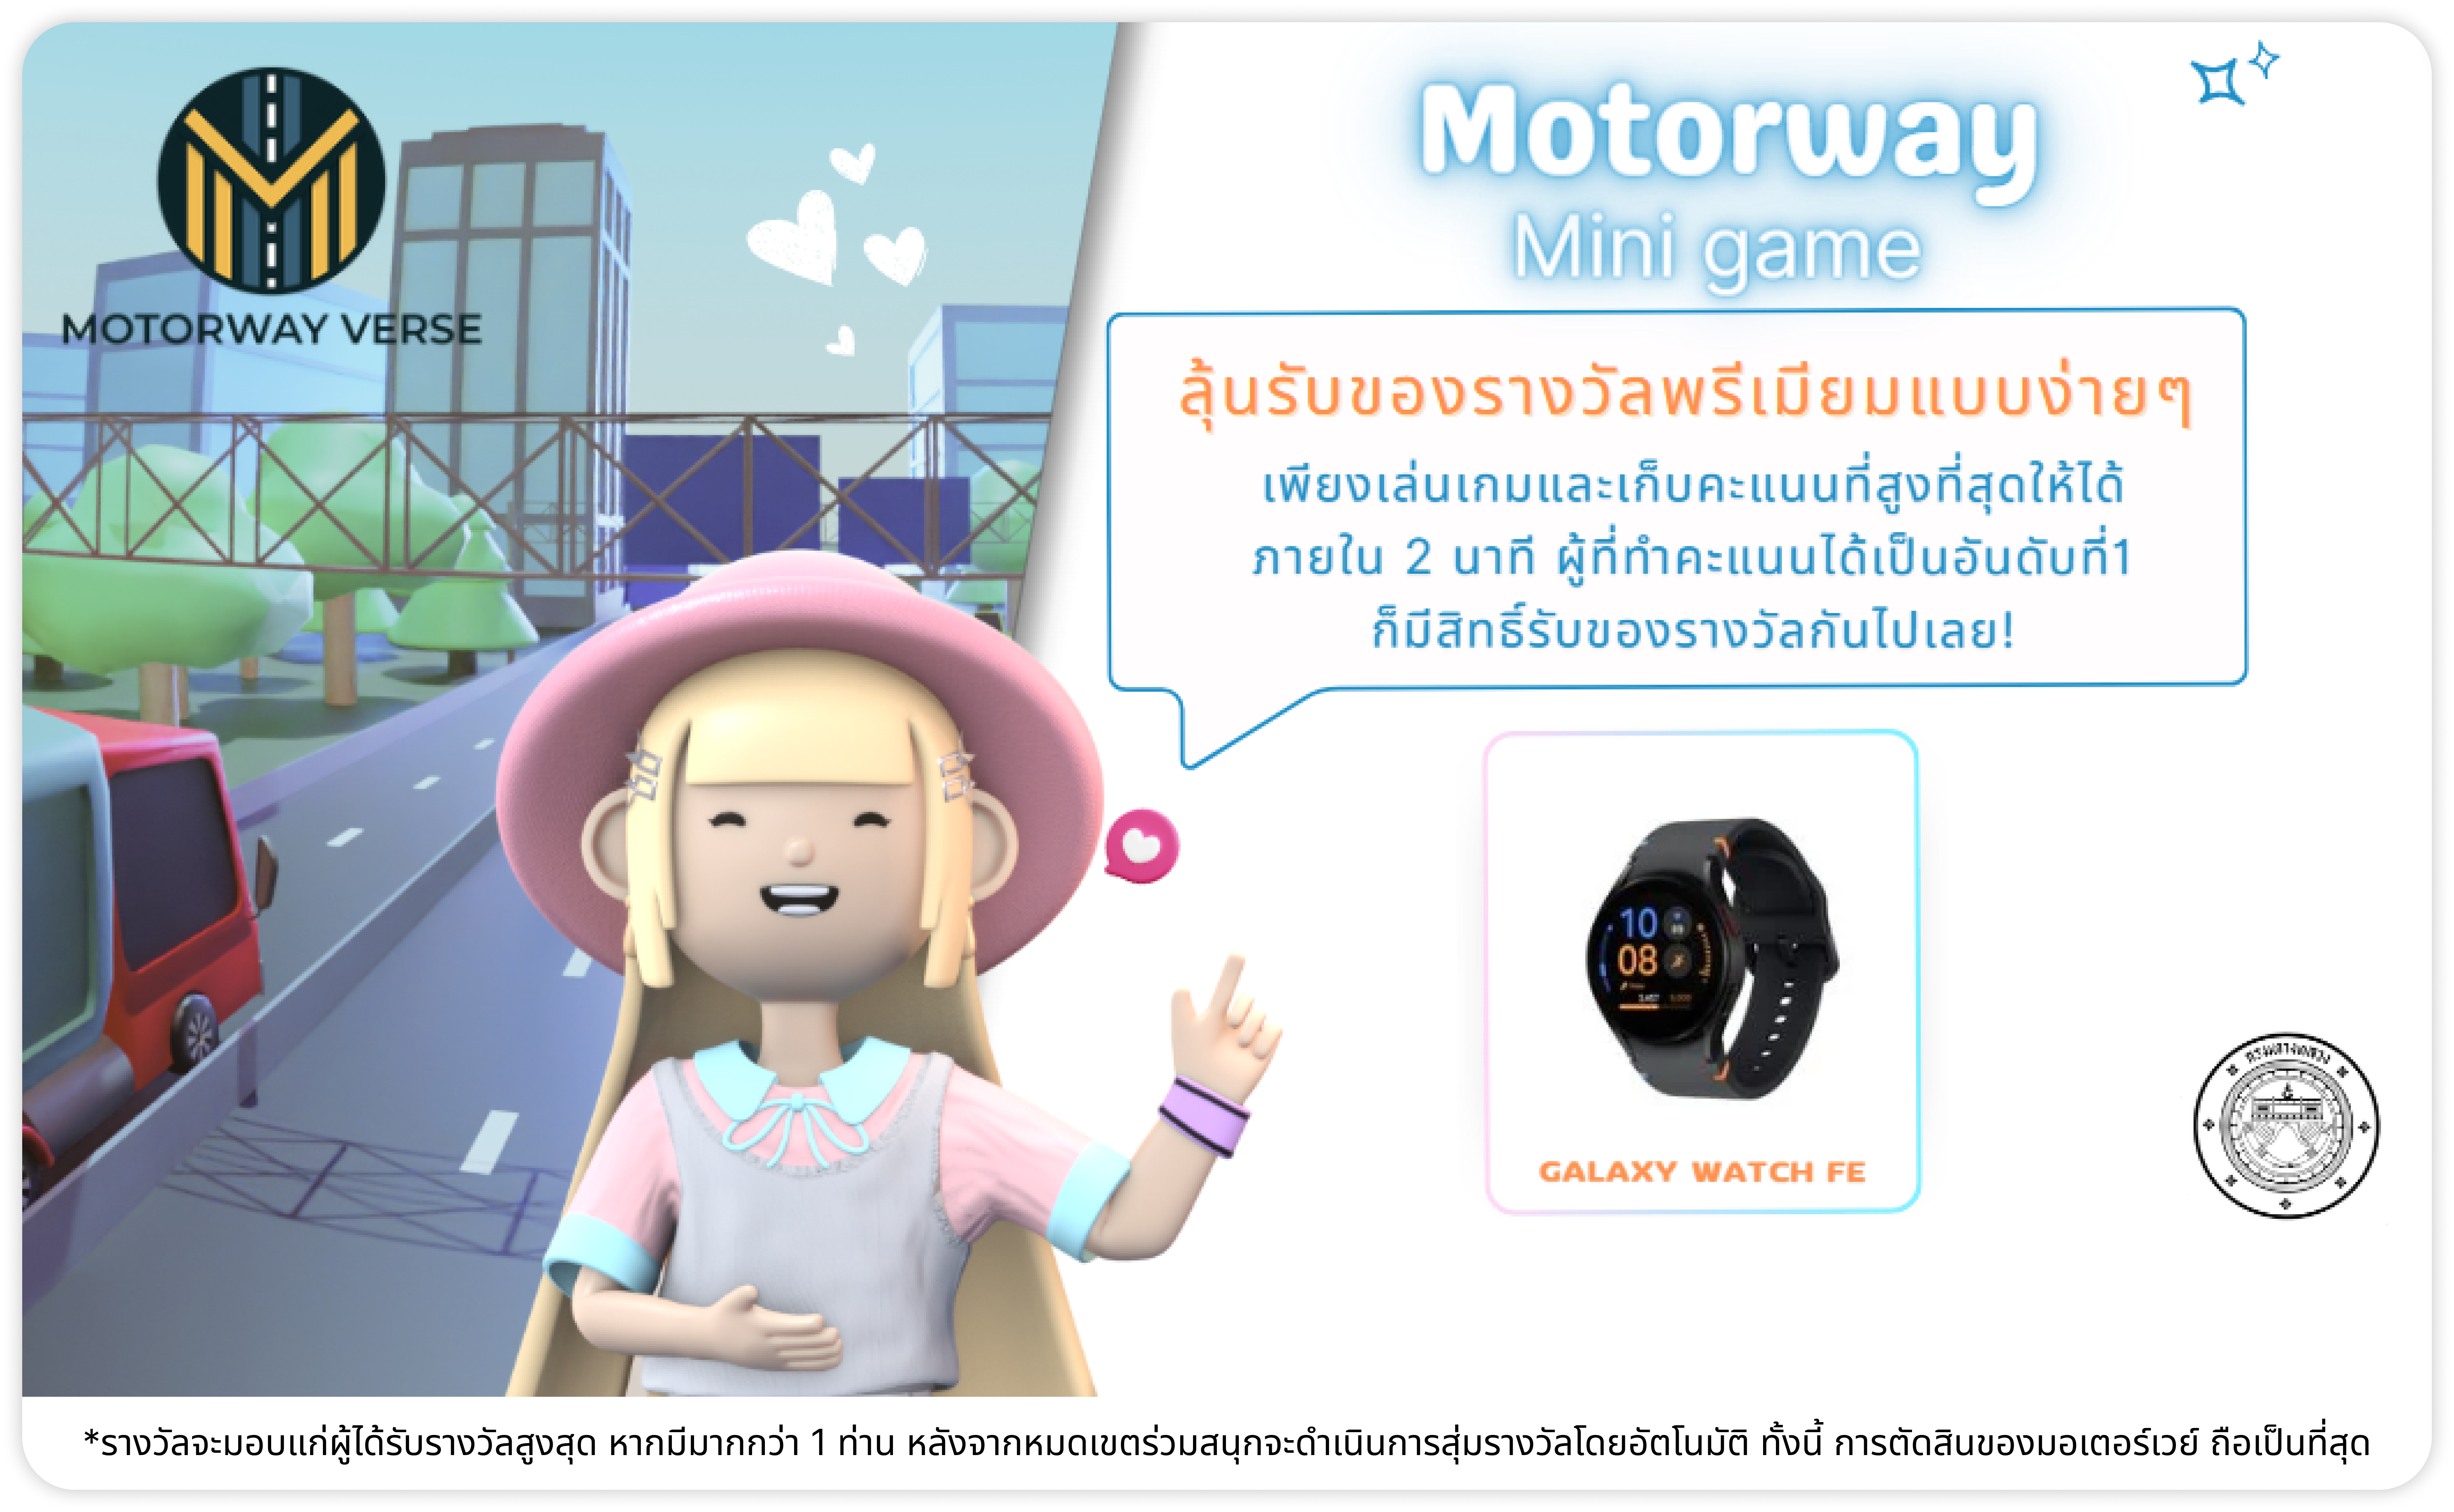 MOTORWAY VERSE
Motorway
Mini game
ลุ้นรับของรางวัลพรีเมียมแบบง่ายๆ
เพียงเล่นเกมและเก็บคะแนนที่สูงที่สุดให้ได้
ภายใน 2 นาที ผู้ที่ทำคะแนนได้เป็นอันดับที่1
ก็มีสิทธิ์รับของรางวัลกันไปเลย!
10
08
GALAXY WATCH FE
กรมทางหลวง
*รางวัลจะมอบแก่ผู้ได้รับรางวัลสูงสุด หากมีมากกว่า 1 ท่าน หลังจากหมดเขตร่วมสนุกจะดำเนินการสุ่มรางวัลโดยอัตโนมัติ ทั้งนี้ การตัดสินของมอเตอร์เวย์ ถือเป็นที่สุด